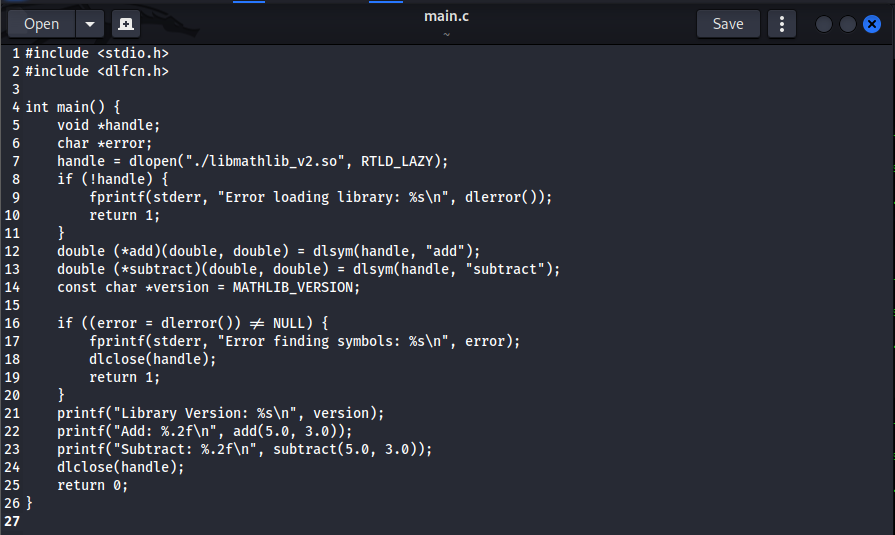 Open
main.c
~
Save
1 #include <stdio.h>
2 #include <dlfcn.h>
3
4 int main() {
5     void *handle;
6     char *error;
7     handle = dlopen("./libmathlib_v2.so", RTLD_LAZY);
8     if (!handle) {
9         fprintf(stderr, "Error loading library: %s\n", dlerror());
10         return 1;
11     }
12     double (*add)(double, double) = dlsym(handle, "add");
13     double (*subtract)(double, double) = dlsym(handle, "subtract");
14     const char *version = MATHLIB_VERSION;
15
16     if ((error = dlerror()) != NULL) {
17         fprintf(stderr, "Error finding symbols: %s\n", error);
18         dlclose(handle);
19         return 1;
20     }
21     printf("Library Version: %s\n", version);
22     printf("Add: %.2f\n", add(5.0, 3.0));
23     printf("Subtract: %.2f\n", subtract(5.0, 3.0));
24     dlclose(handle);
25     return 0;
26 }
27